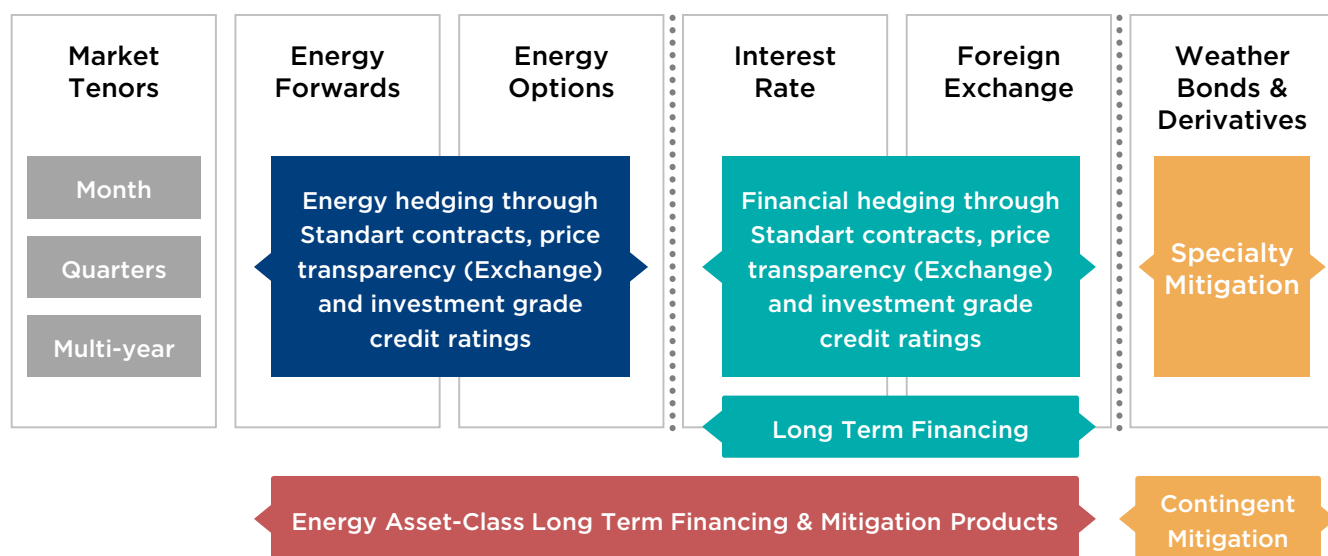 Market
Tenors
Energy
Forwards
Energy
Options
Interest
Rate
Foreign
Exchange
Weather
Bonds &
Derivatives
Month
Quarters
Multi-year
Energy hedging through
Standart contracts, price
transparency (Exchange)
and investment grade
credit ratings
Financial hedging through
Standart contracts, price
transparency (Exchange)
and investment grade
credit ratings
Specialty
Mitigation
Long Term Financing
Energy Asset-Class Long Term Financing & Mitigation Products
Contingent
Mitigation